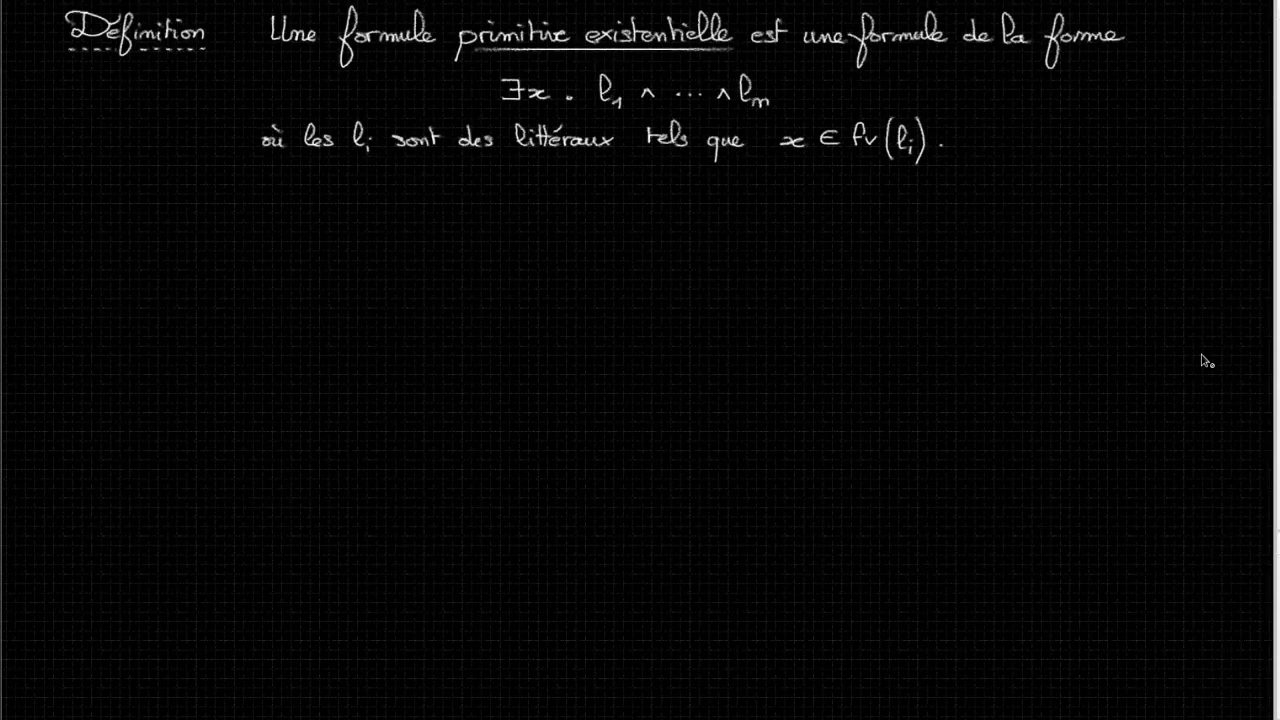 Définition Une formule primitive existentielle est une formule de la forme
∃x . l₁ ∧ ... ∧ lₘ
où les lᵢ sont des littéraux tels que x ∈ fv(lᵢ).